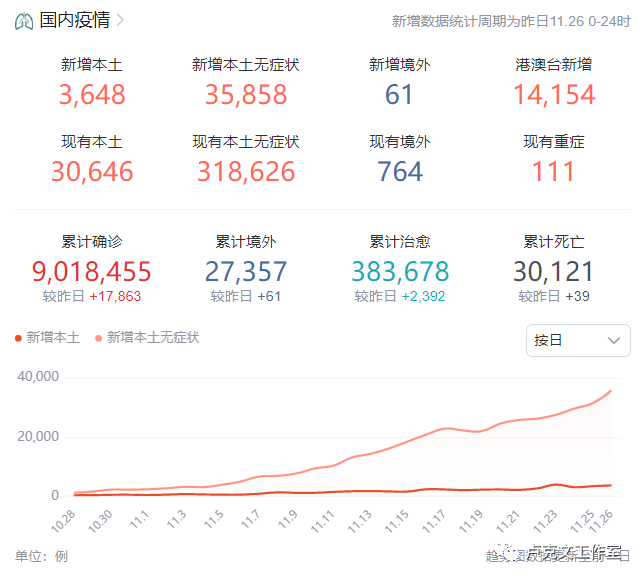 国内疫情
新增数据统计周期为昨日11.26 0-24时
新增本土 新增本土无症状 新增境外 港澳台新增
3,648 35,858 61 14,154
现有本土 现有本土无症状 现有境外 现有重症
30,646 318,626 764 111
累计确诊 累计境外 累计治愈 累计死亡
9,018,455 27,357 383,678 30,121
较昨日 +17,863 较昨日 +61 较昨日 +2,392 较昨日 +39
新增本土 新增本土无症状 按日
40,000
20,000
0
10.28 10.30 11.1 11.3 11.5 11.7 11.9 11.11 11.13 11.15 11.17 11.19 11.21 11.23 11.25 11.26
单位：例
卢克文工作室